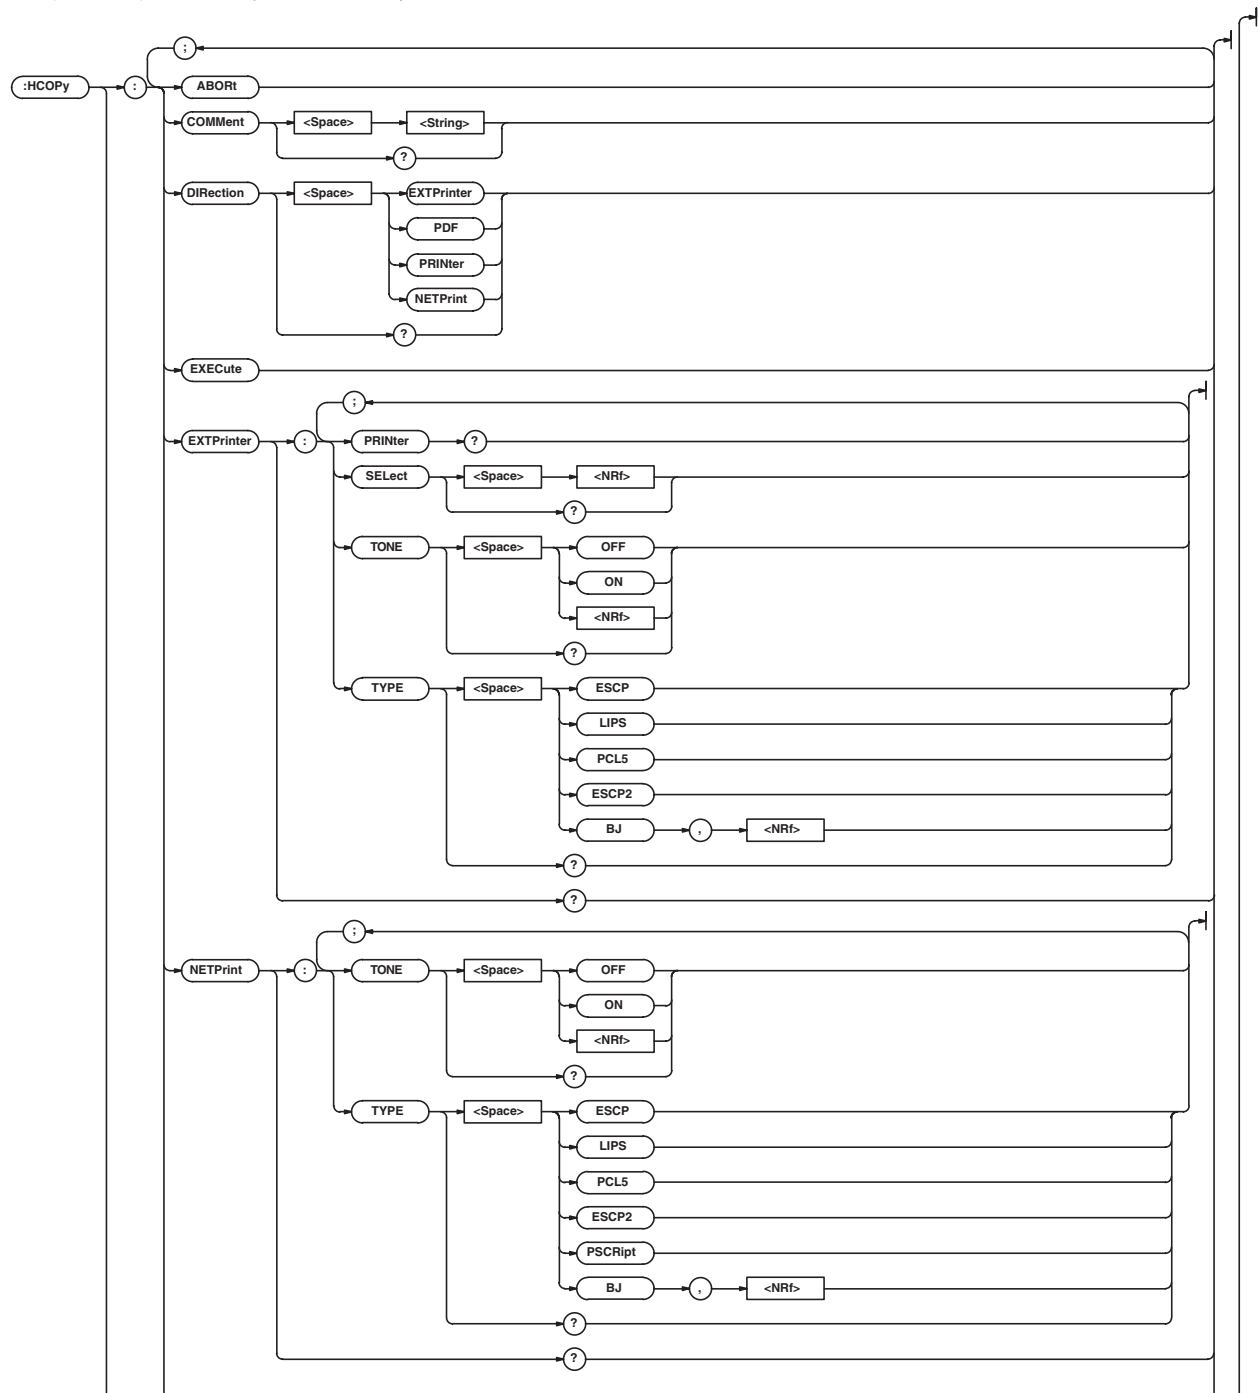 ;
:HCOPy : ABORt
COMMent <Space> <String>
?
DIRection <Space> EXTPrinter
PDF
PRINter
NETPrint
?
EXECute
;
EXTPrinter : PRINter ?
SELect <Space> <NRf>
?
TONE <Space> OFF
ON
<NRf>
?
TYPE <Space> ESCP
LIPS
PCL5
ESCP2
BJ , <NRf>
?
?
;
NETPrint : TONE <Space> OFF
ON
<NRf>
?
TYPE <Space> ESCP
LIPS
PCL5
ESCP2
PSCRipt
BJ , <NRf>
?
?